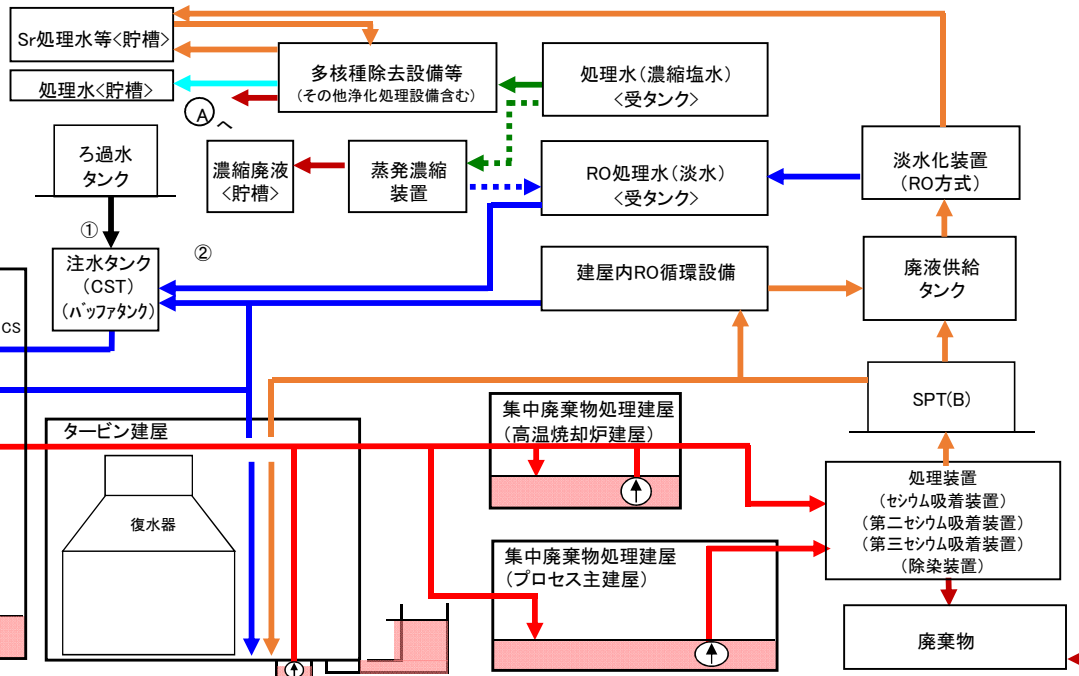 Sr処理水等<貯槽>
処理水<貯槽>
多核種除去設備等
(その他浄化処理設備含む)
処理水(濃縮塩水)
<受タンク>
Aへ
ろ過水
タンク
濃縮廃液
<貯槽>
蒸発濃縮
装置
RO処理水(淡水)
<受タンク>
淡水化装置
(RO方式)
①
②
注水タンク
(CST)
(バッファタンク)
建屋内RO循環設備
廃液供給
タンク
CS
SPT(B)
タービン建屋
復水器
集中廃棄物処理建屋
(高温焼却炉建屋)
集中廃棄物処理建屋
(プロセス主建屋)
処理装置
(セシウム吸着装置)
(第二セシウム吸着装置)
(第三セシウム吸着装置)
(除染装置)
廃棄物